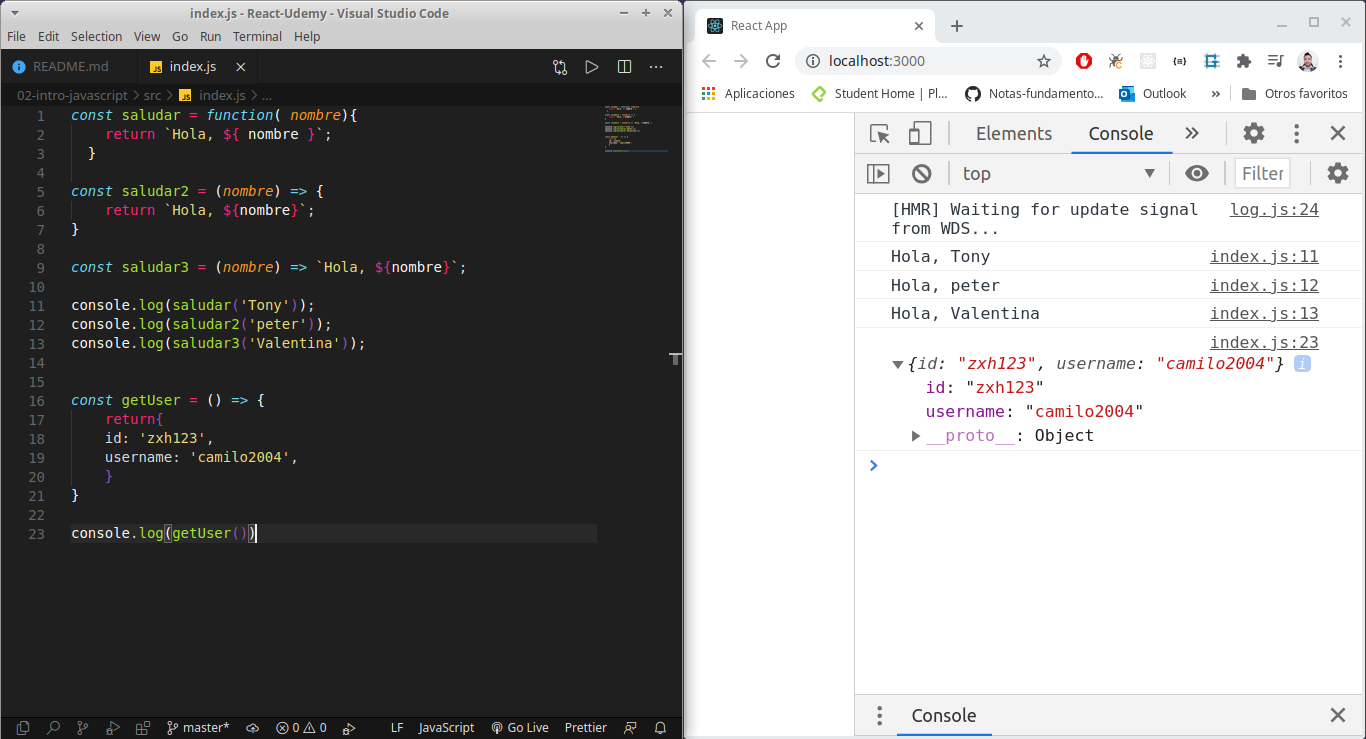 index.js - React-Udemy - Visual Studio Code
File Edit Selection View Go Run Terminal Help
README.md
index.js
02-intro-javascript > src > index.js > ...
1 const saludar = function( nombre){
2 return `Hola, ${ nombre }`;
3 }
4
5 const saludar2 = (nombre) => {
6 return `Hola, ${nombre}`;
7 }
8
9 const saludar3 = (nombre) => `Hola, ${nombre}`;
10
11 console.log(saludar('Tony'));
12 console.log(saludar2('peter'));
13 console.log(saludar3('Valentina'));
14
15
16 const getUser = () => {
17 return{
18 id: 'zxh123',
19 username: 'camilo2004',
20 }
21 }
22
23 console.log(getUser())
master* 0 0 LF JavaScript Go Live Prettier
React App
localhost:3000
Aplicaciones Student Home | Pl... Notas-fundamento... Outlook » Otros favoritos
Elements Console »
top Filter
[HMR] Waiting for update signal log.js:24
from WDS...
Hola, Tony index.js:11
Hola, peter index.js:12
Hola, Valentina index.js:13
index.js:23
{id: "zxh123", username: "camilo2004"} i
id: "zxh123"
username: "camilo2004"
__proto__: Object
Console